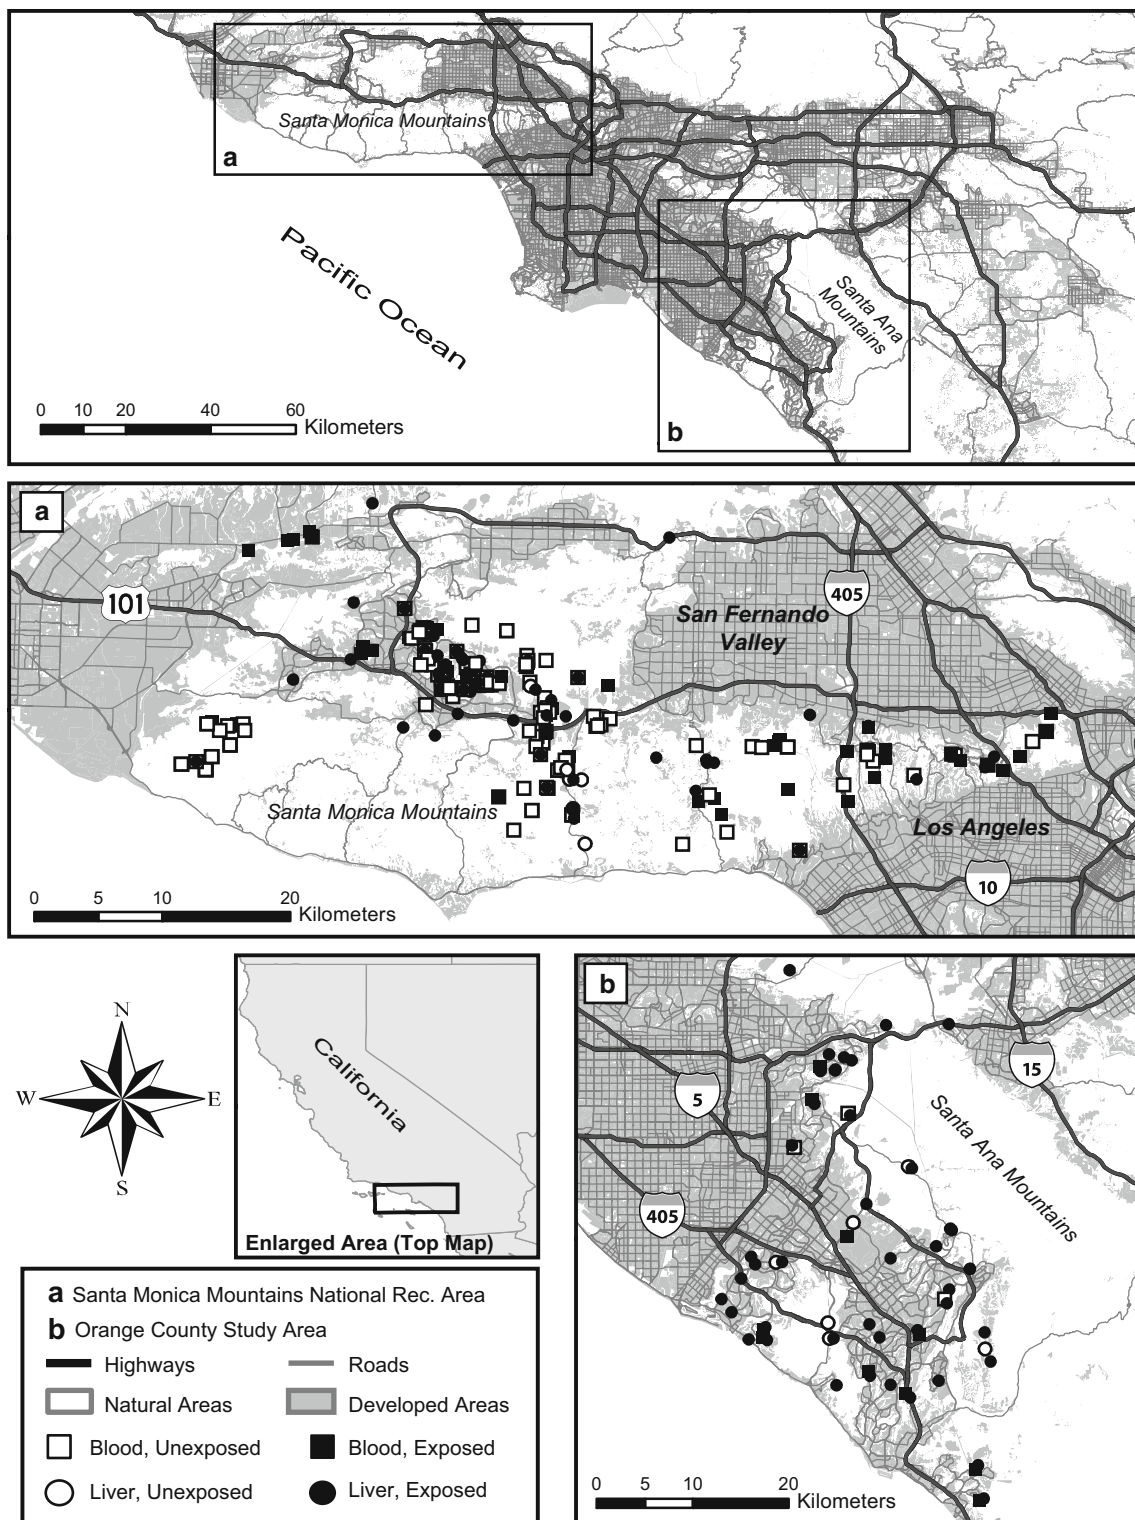 Santa Monica Mountains
a
Pacific Ocean
Santa Ana
Mountains
0 10 20 40 60
Kilometers
b
a
101
405
San Fernando
Valley
Santa Monica Mountains
Los Angeles
10
0 5 10 20
Kilometers
N
W E
S
California
Enlarged Area (Top Map)
b
15
5
Santa Ana Mountains
405
0 5 10 20
Kilometers
a Santa Monica Mountains National Rec. Area
b Orange County Study Area
Highways Roads
Natural Areas Developed Areas
Blood, Unexposed Blood, Exposed
Liver, Unexposed Liver, Exposed